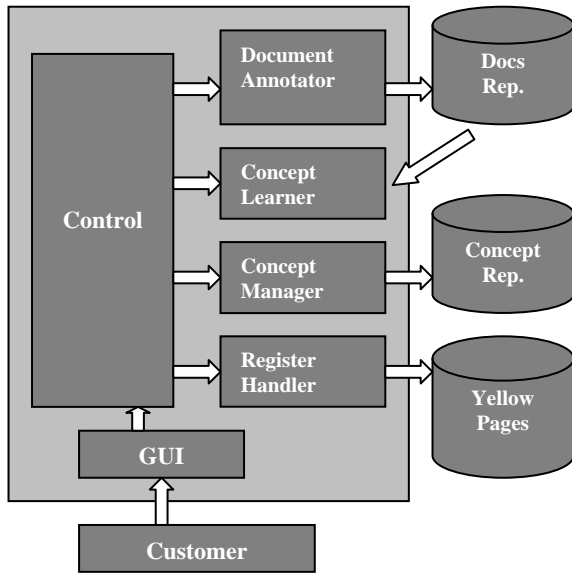 Document
Annotator
Docs
Rep.
Concept
Learner
Control
Concept
Manager
Concept
Rep.
Register
Handler
Yellow
Pages
GUI
Customer